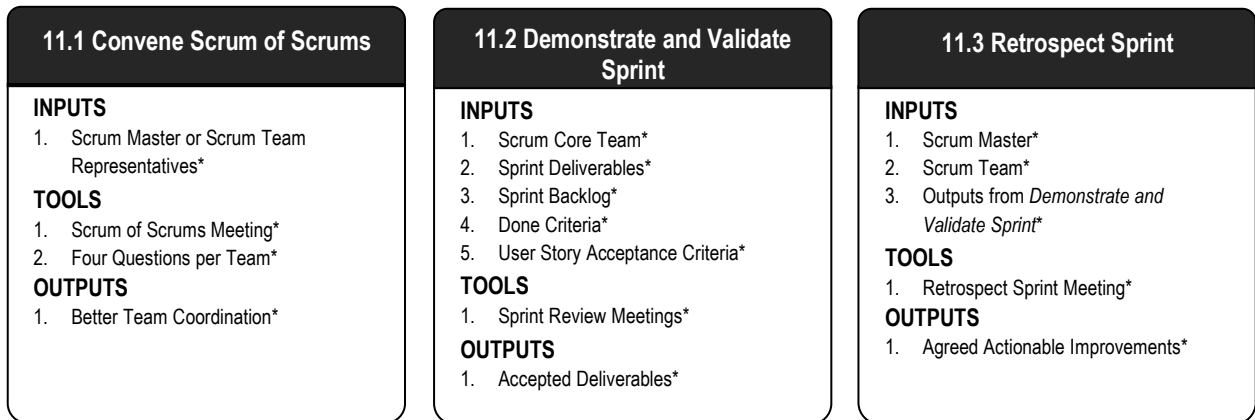 11.1 Convene Scrum of Scrums
INPUTS
1. Scrum Master or Scrum Team
Representatives*
TOOLS
1. Scrum of Scrums Meeting*
2. Four Questions per Team*
OUTPUTS
1. Better Team Coordination*
11.2 Demonstrate and Validate
Sprint
INPUTS
1. Scrum Core Team*
2. Sprint Deliverables*
3. Sprint Backlog*
4. Done Criteria*
5. User Story Acceptance Criteria*
TOOLS
1. Sprint Review Meetings*
OUTPUTS
1. Accepted Deliverables*
11.3 Retrospect Sprint
INPUTS
1. Scrum Master*
2. Scrum Team*
3. Outputs from Demonstrate and
Validate Sprint*
TOOLS
1. Retrospect Sprint Meeting*
OUTPUTS
1. Agreed Actionable Improvements*